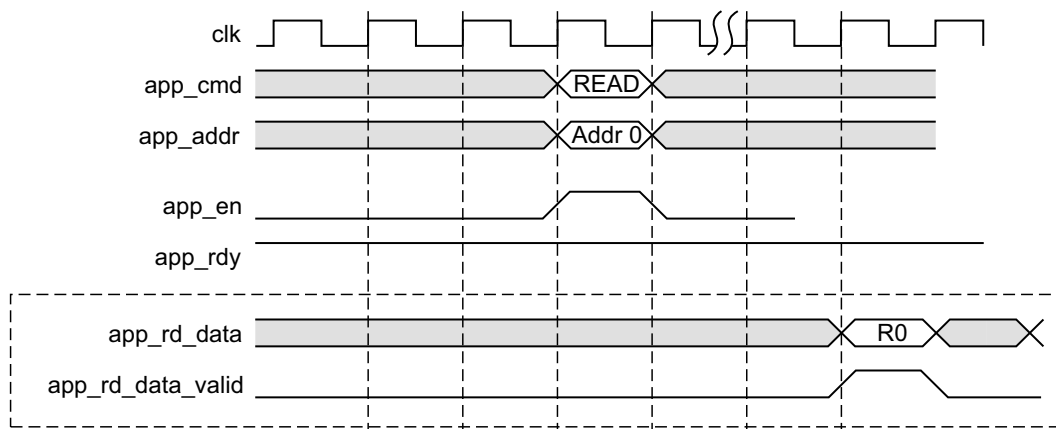 clk
app_cmd READ
app_addr Addr 0
app_en
app_rdy
app_rd_data R0
app_rd_data_valid